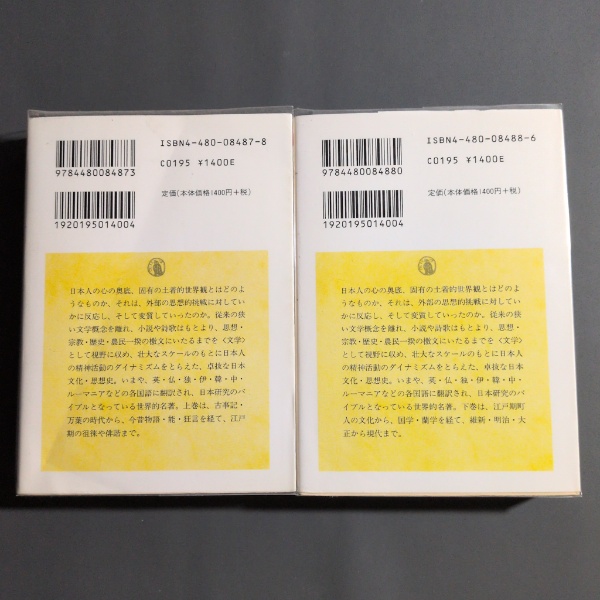 ISBN4-480-08487-8
C0195 ¥1400E
9784480084873
定価(本体価格1400円+税)
1920195014004
日本人の心の奥底、固有の土着的世界観とはどのよ
うなものか、それは、外部の思想的挑戦に対してい
かに反応し、そして変質していったのか。従来の狭
い文学概念を離れ、小説や詩歌はもとより、思想・
宗教・歴史・農民一揆の檄文にいたるまでを〈文学〉
として視野に収め、壮大なスケールのもとに日本人
の精神活動のダイナミズムをとらえた、卓抜な日本
文化・思想史。いまや、英・仏・独・伊・韓・中・
ルーマニアなどの各国語に翻訳され、日本研究のバ
イブルとなっている世界的名著。上巻は、古事記・
万葉の時代から、今昔物語・能・狂言を経て、江戸
期の混棟や俳諧まで。
ISBN4-480-08488-6
C0195 ¥1400E
9784480084880
定価(本体価格1400円+税)
1920195014004
日本人の心の奥底、固有の土着的世界観とはどのよ
うなものか、それは、外部の思想的挑戦に対してい
かに反応し、そして変質していったのか。従来の狭
い文学概念を離れ、小説や詩歌はもとより、思想・
宗教・歴史・農民一揆の檄文にいたるまでを〈文学〉
として視野に収め、壮大なスケールのもとに日本人
の精神活動のダイナミズムをとらえた、卓抜な日本
文化・思想史。いまや、英・仏・独・伊・韓・中・
ルーマニアなどの各国語に翻訳され、日本研究のバ
イブルとなっている世界的名著。下巻は、江戸期町
人の文化から、国学・蘭学を経て、維新・明治・大
正から現代まで。